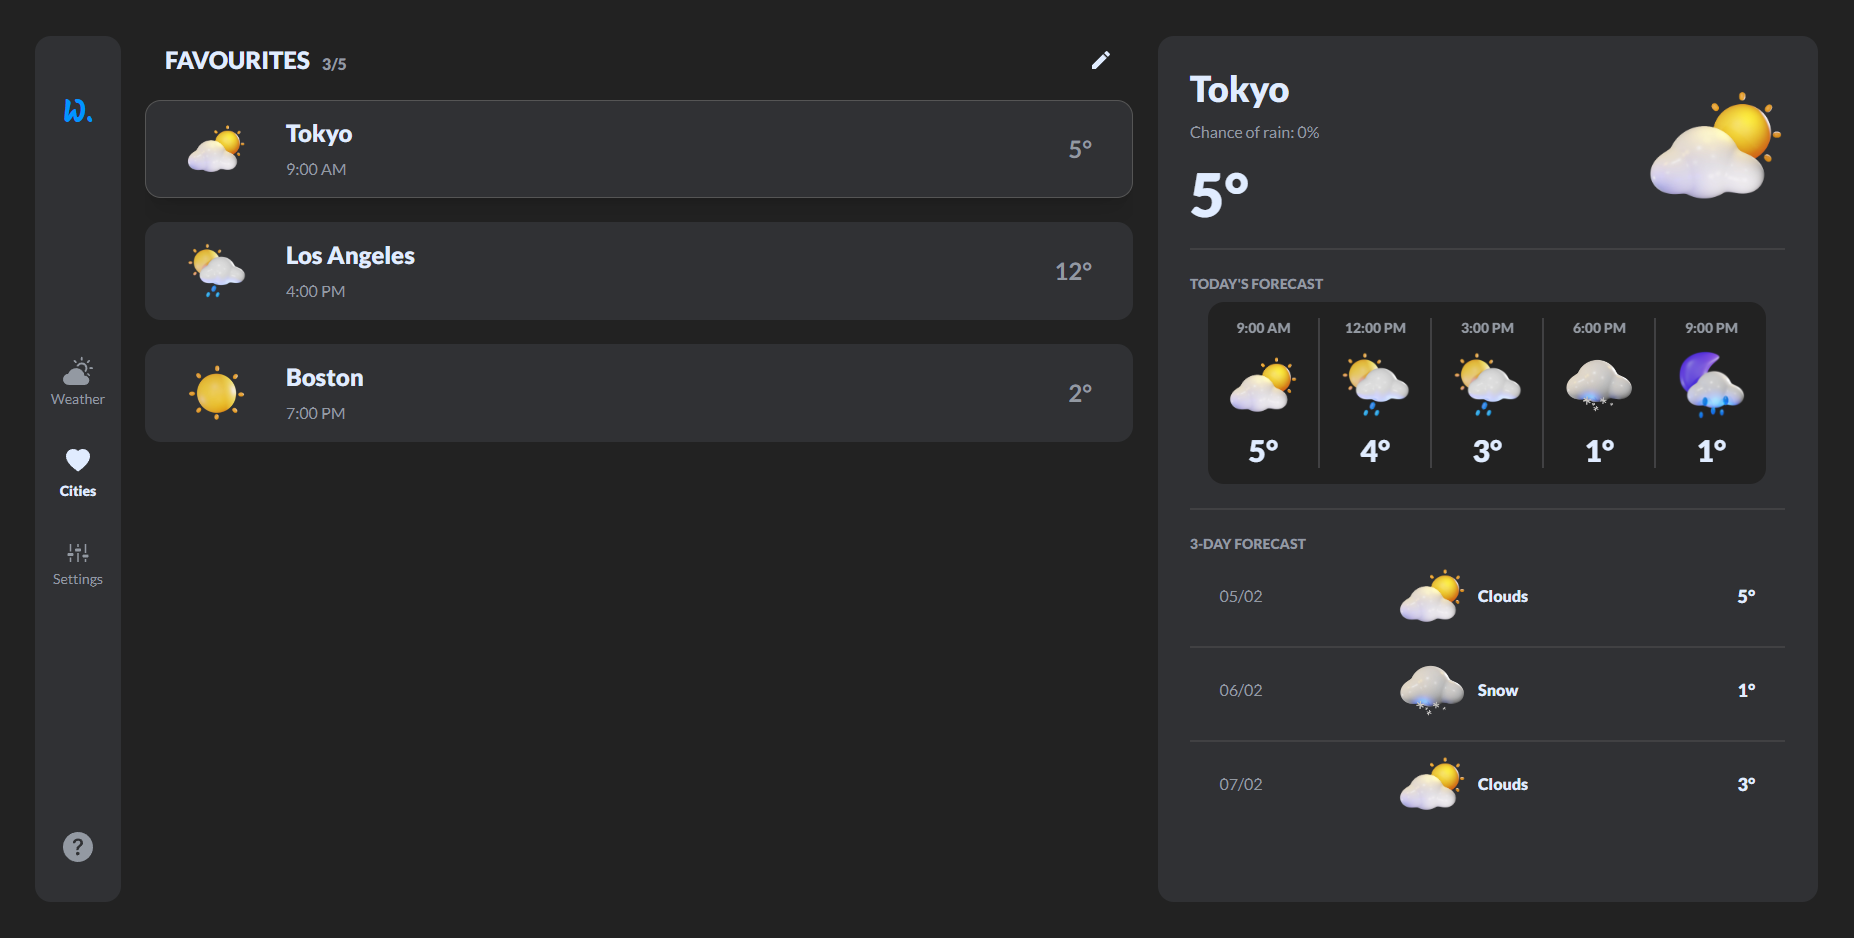 W.
Weather
Cities
Settings
?
FAVOURITES 3/5
Tokyo
9:00 AM
5°
Los Angeles
4:00 PM
12°
Boston
7:00 PM
2°
Tokyo
Chance of rain: 0%
5°
TODAY'S FORECAST
9:00 AM 12:00 PM 3:00 PM 6:00 PM 9:00 PM
5° 4° 3° 1° 1°
3-DAY FORECAST
05/02 Clouds 5°
06/02 Snow 1°
07/02 Clouds 3°